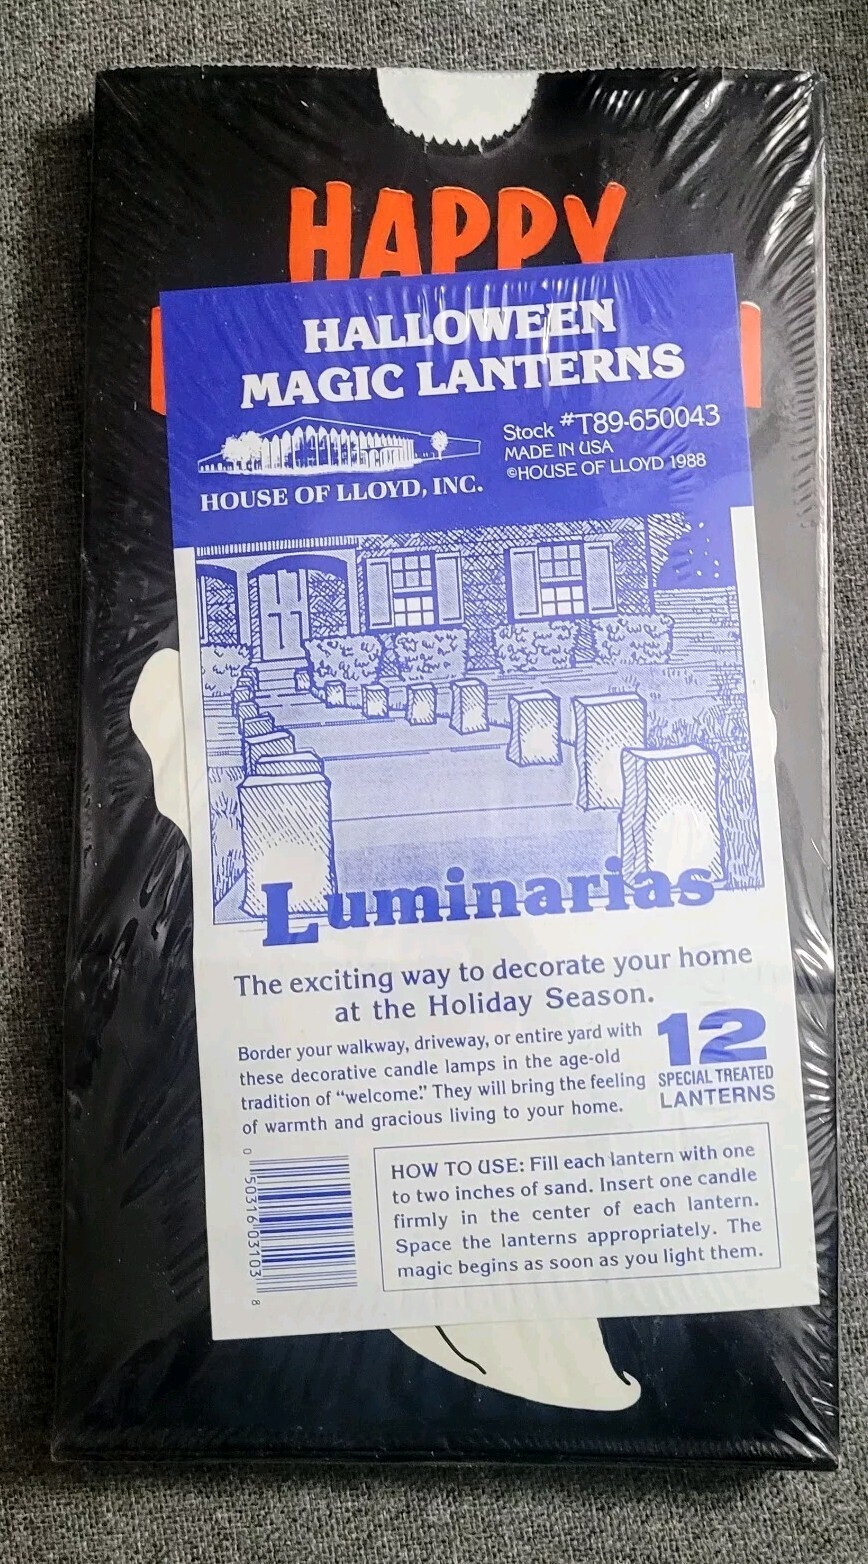 HAPPY
HALLOWEEN
MAGIC LANTERNS
HOUSE OF LLOYD, INC.
Stock #T89-650043
MADE IN USA
©HOUSE OF LLOYD 1988
Luminarias
The exciting way to decorate your home
at the Holiday Season.
Border your walkway, driveway, or entire yard with
these decorative candle lamps in the age-old
tradition of “welcome.” They will bring the feeling
of warmth and gracious living to your home.
12
SPECIAL TREATED
LANTERNS
0 50316 03103 8
HOW TO USE: Fill each lantern with one
to two inches of sand. Insert one candle
firmly in the center of each lantern.
Space the lanterns appropriately. The
magic begins as soon as you light them.